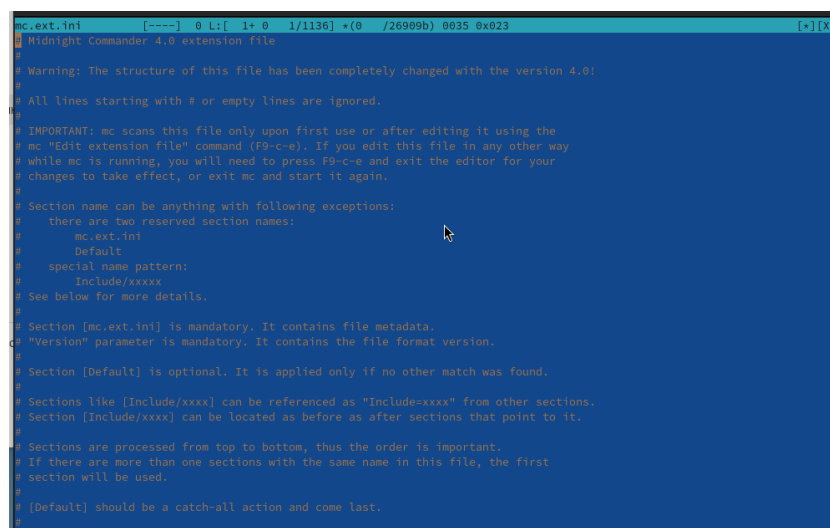 mc.ext.ini [----] 0 L:[ 1+ 0 1/1136] *(0 /26909b) 0035 0x023 [*][X
# Midnight Commander 4.0 extension file
#
# Warning: The structure of this file has been completely changed with the version 4.0!
#
# All lines starting with # or empty lines are ignored.
#
# IMPORTANT: mc scans this file only upon first use or after editing it using the
# mc "Edit extension file" command (F9-c-e). If you edit this file in any other way
# while mc is running, you will need to press F9-c-e and exit the editor for your
# changes to take effect, or exit mc and start it again.
#
# Section name can be anything with following exceptions:
# there are two reserved section names:
# mc.ext.ini
# Default
# special name pattern:
# Include/xxxxx
# See below for more details.
#
# Section [mc.ext.ini] is mandatory. It contains file metadata.
# "Version" parameter is mandatory. It contains the file format version.
#
# Section [Default] is optional. It is applied only if no other match was found.
#
# Sections like [Include/xxxx] can be referenced as "Include=xxxx" from other sections.
# Section [Include/xxxx] can be located as before as after sections that point to it.
#
# Sections are processed from top to bottom, thus the order is important.
# If there are more than one sections with the same name in this file, the first
# section will be used.
#
# [Default] should be a catch-all action and come last.
#